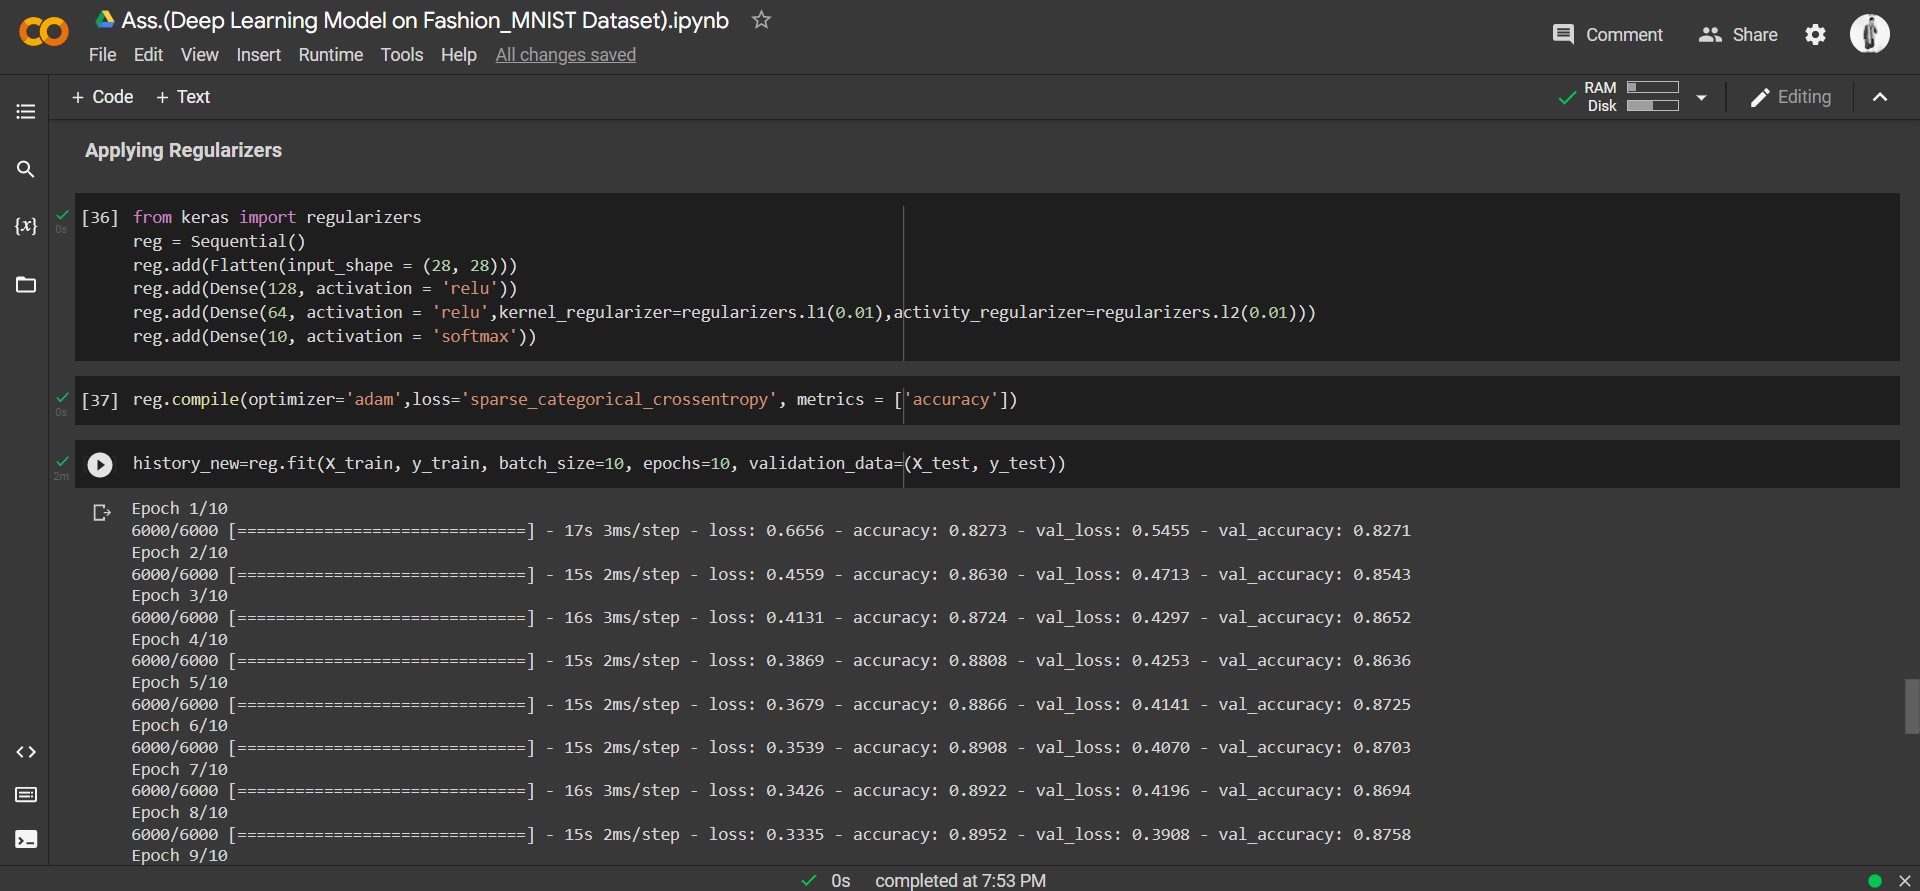 Ass.(Deep Learning Model on Fashion_MNIST Dataset).ipynb
File Edit View Insert Runtime Tools Help All changes saved
Comment Share
+ Code + Text
RAM
Disk
Editing
Applying Regularizers
[36] from keras import regularizers
0s
reg = Sequential()
reg.add(Flatten(input_shape = (28, 28)))
reg.add(Dense(128, activation = 'relu'))
reg.add(Dense(64, activation = 'relu',kernel_regularizer=regularizers.l1(0.01),activity_regularizer=regularizers.l2(0.01)))
reg.add(Dense(10, activation = 'softmax'))
[37] reg.compile(optimizer='adam',loss='sparse_categorical_crossentropy', metrics = ['accuracy'])
0s
history_new=reg.fit(X_train, y_train, batch_size=10, epochs=10, validation_data=(X_test, y_test))
2m
Epoch 1/10
6000/6000 [==============================] - 17s 3ms/step - loss: 0.6656 - accuracy: 0.8273 - val_loss: 0.5455 - val_accuracy: 0.8271
Epoch 2/10
6000/6000 [==============================] - 15s 2ms/step - loss: 0.4559 - accuracy: 0.8630 - val_loss: 0.4713 - val_accuracy: 0.8543
Epoch 3/10
6000/6000 [==============================] - 16s 3ms/step - loss: 0.4131 - accuracy: 0.8724 - val_loss: 0.4297 - val_accuracy: 0.8652
Epoch 4/10
6000/6000 [==============================] - 15s 2ms/step - loss: 0.3869 - accuracy: 0.8808 - val_loss: 0.4253 - val_accuracy: 0.8636
Epoch 5/10
6000/6000 [==============================] - 15s 2ms/step - loss: 0.3679 - accuracy: 0.8866 - val_loss: 0.4141 - val_accuracy: 0.8725
Epoch 6/10
6000/6000 [==============================] - 15s 2ms/step - loss: 0.3539 - accuracy: 0.8908 - val_loss: 0.4070 - val_accuracy: 0.8703
Epoch 7/10
6000/6000 [==============================] - 16s 3ms/step - loss: 0.3426 - accuracy: 0.8922 - val_loss: 0.4196 - val_accuracy: 0.8694
Epoch 8/10
6000/6000 [==============================] - 15s 2ms/step - loss: 0.3335 - accuracy: 0.8952 - val_loss: 0.3908 - val_accuracy: 0.8758
Epoch 9/10
0s completed at 7:53 PM